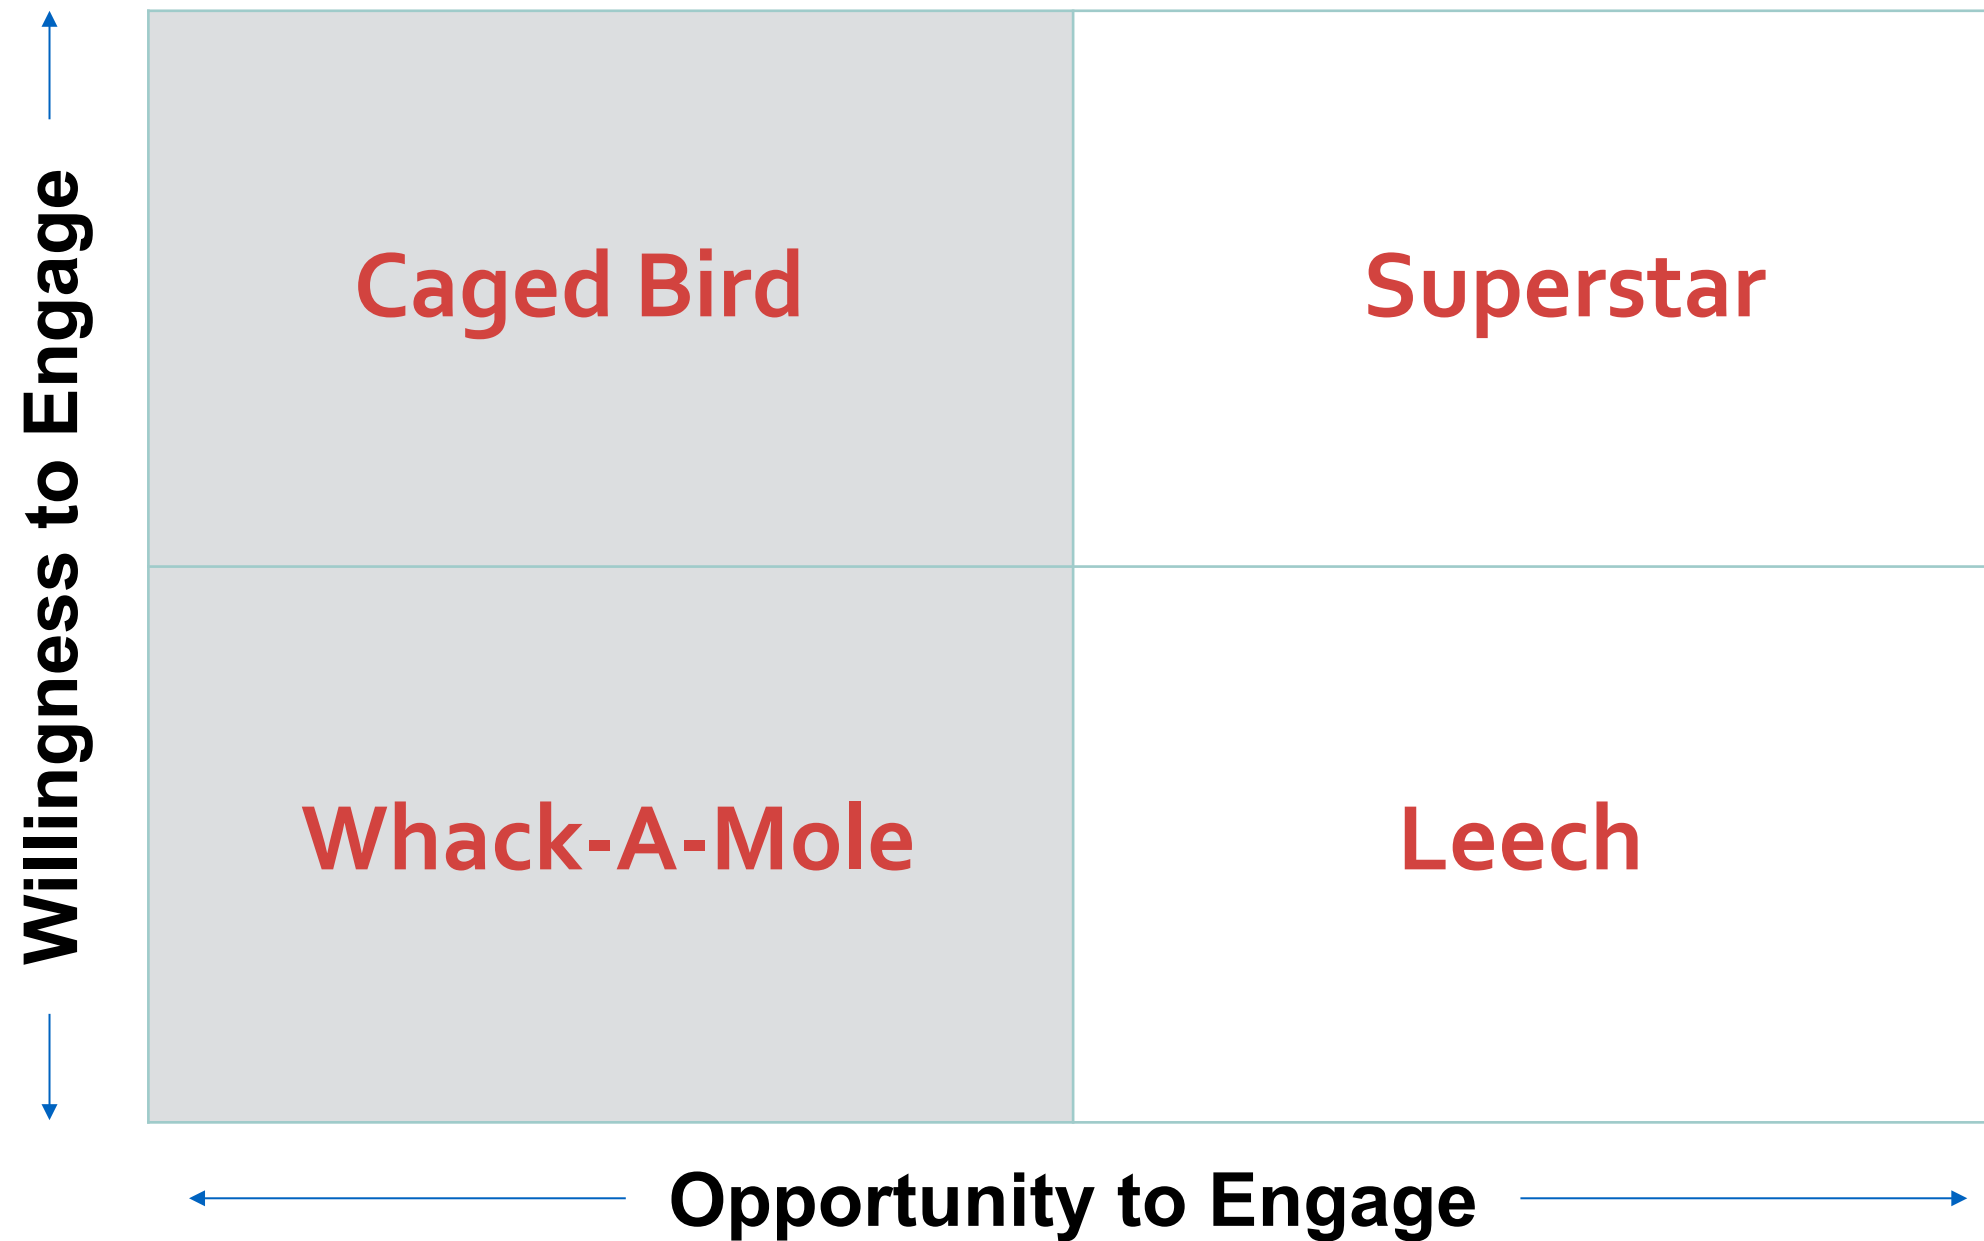 Willingness to Engage
Caged Bird
Superstar
Whack-A-Mole
Leech
Opportunity to Engage